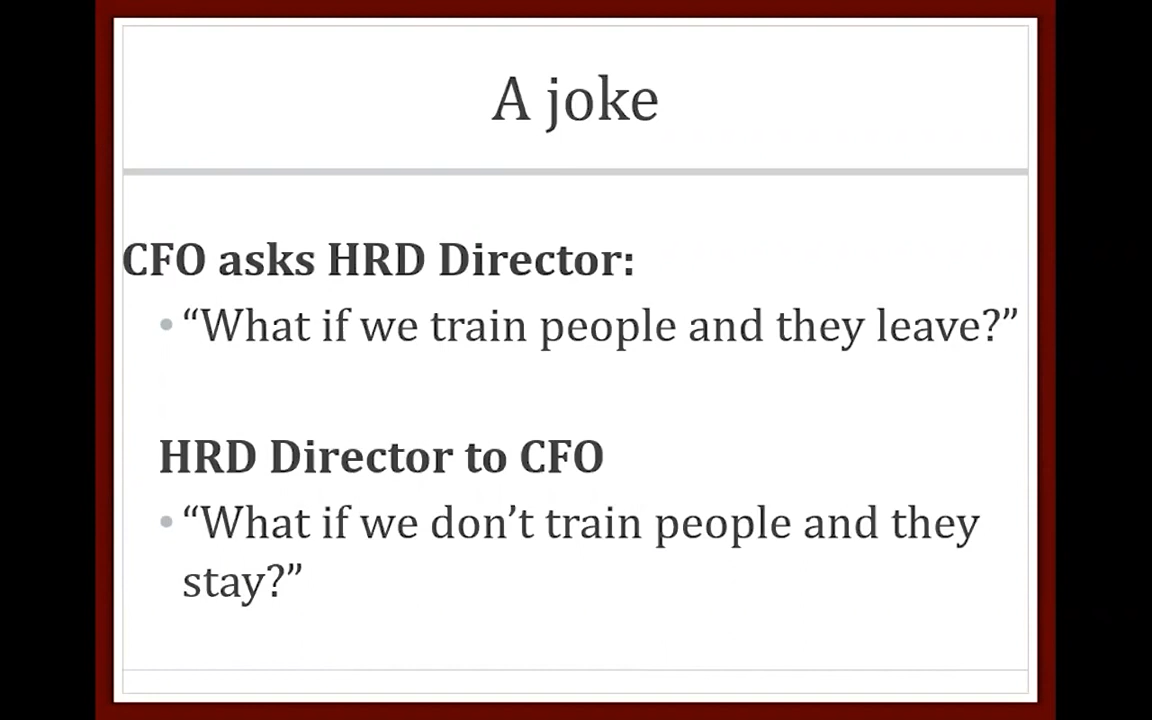 A joke
CFO asks HRD Director:
• “What if we train people and they leave?”
HRD Director to CFO
• “What if we don’t train people and they
stay?”